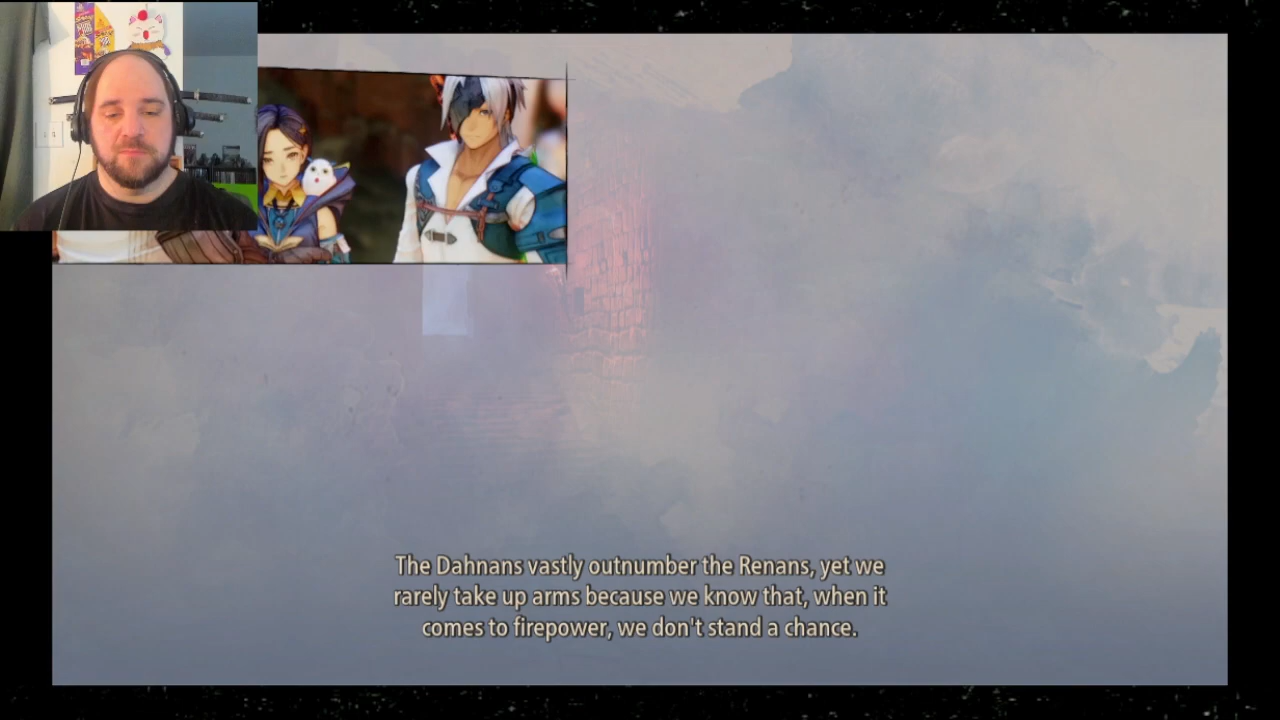 The Dahnans vastly outnumber the Renans, yet we
rarely take up arms because we know that, when it
comes to firepower, we don't stand a chance.